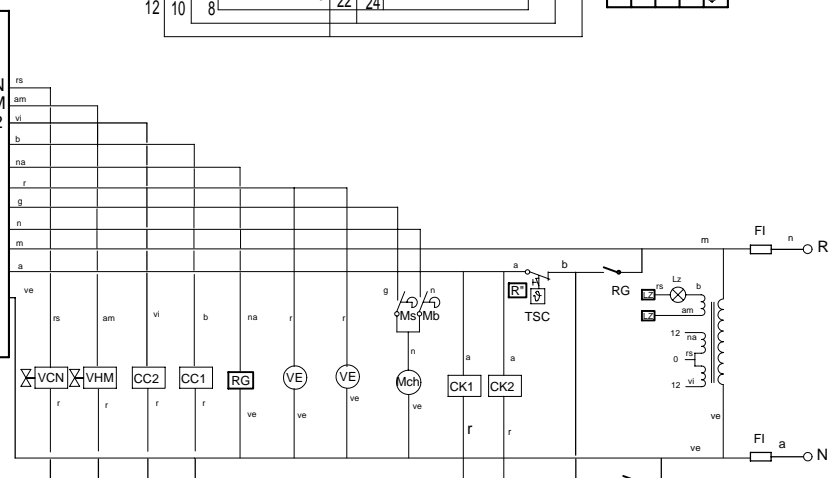 12 10 8 22 24
rs
N
am
M
vi
2
b
na
r
g
n
m m FI n R
a a b
ve
g n R" TSC RG LZ rs Lz b
LZ am
Ms Mb
12 na
rs
0
12 vi
rs am vi b na r r
n a a
VCN VHM CC2 CC1 RG VE VE Mch CK1 CK2
r r r r ve ve ve ve r r
ve
ve FI a N